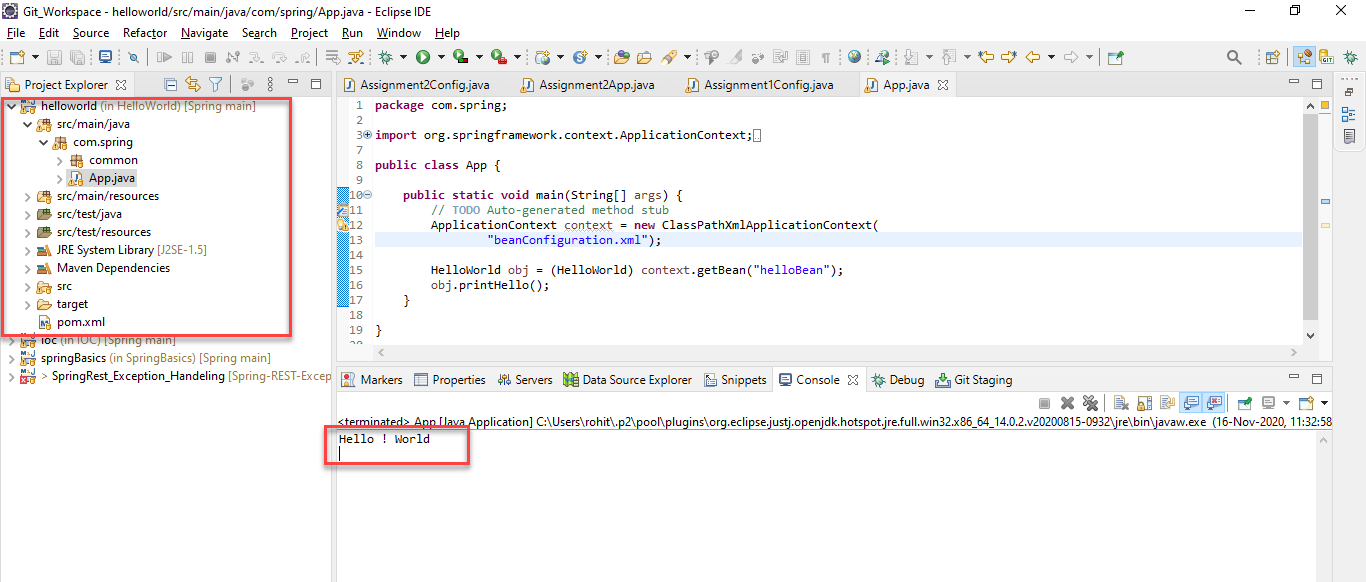 Git_Workspace - helloworld/src/main/java/com/spring/App.java - Eclipse IDE
File Edit Source Refactor Navigate Search Project Run Window Help
Project Explorer
helloworld (in HelloWorld) [Spring main]
src/main/java
com.spring
common
App.java
src/main/resources
src/test/java
src/test/resources
JRE System Library [J2SE-1.5]
Maven Dependencies
src
target
pom.xml
ioc (in IOC) [Spring main]
springBasics (in SpringBasics) [Spring main]
> SpringRest_Exception_Handeling [Spring-REST-Excep
Assignment2Config.java Assignment2App.java Assignment1Config.java App.java
1 package com.spring;
2
3 import org.springframework.context.ApplicationContext;
7
8 public class App {
9
10 public static void main(String[] args) {
11 // TODO Auto-generated method stub
12 ApplicationContext context = new ClassPathXmlApplicationContext(
13 "beanConfiguration.xml");
14
15 HelloWorld obj = (HelloWorld) context.getBean("helloBean");
16 obj.printHello();
17 }
18
19 }
20
Markers Properties Servers Data Source Explorer Snippets Console Debug Git Staging
<terminated> App [Java Application] C:\Users\rohit\.p2\pool\plugins\org.eclipse.justj.openjdk.hotspot.jre.full.win32.x86_64_14.0.2.v20200815-0932\jre\bin\javaw.exe (16-Nov-2020, 11:32:58
Hello ! World